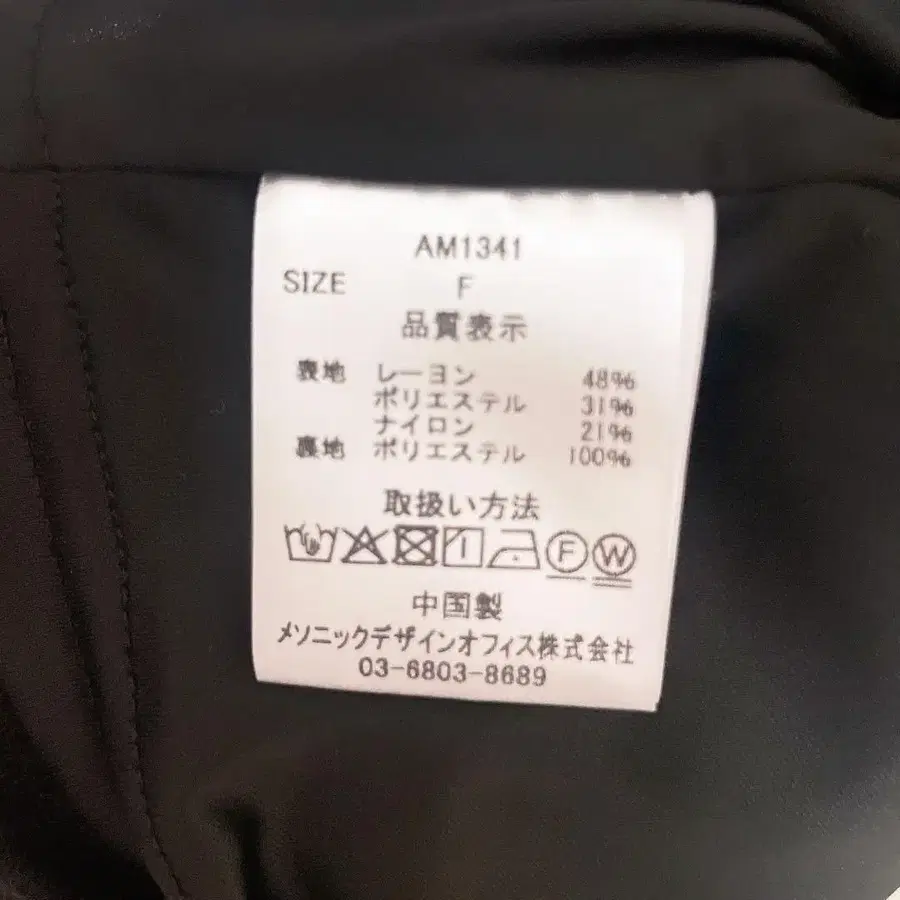 AM1341
SIZE F
品質表示
表地 レーヨン 48%
ポリエステル 31%
ナイロン 21%
裏地 ポリエステル 100%
取扱い方法
F W
中国製
メソニックデザインオフィス株式会社
03-6803-8689